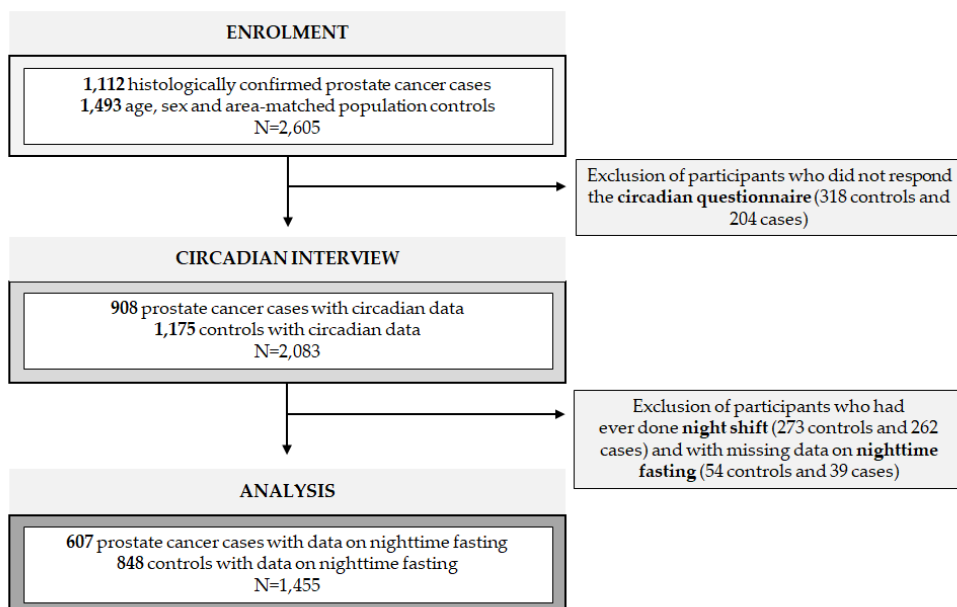 ENROLMENT
1,112 histologically confirmed prostate cancer cases
1,493 age, sex and area-matched population controls
N=2,605
Exclusion of participants who did not respond
the circadian questionnaire (318 controls and
204 cases)
CIRCADIAN INTERVIEW
908 prostate cancer cases with circadian data
1,175 controls with circadian data
N=2,083
Exclusion of participants who had
ever done night shift (273 controls and 262
cases) and with missing data on nighttime
fasting (54 controls and 39 cases)
ANALYSIS
607 prostate cancer cases with data on nighttime fasting
848 controls with data on nighttime fasting
N=1,455